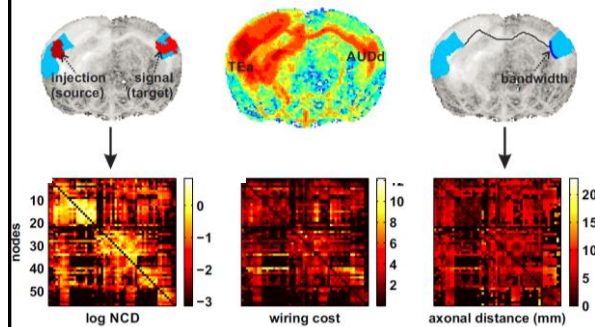 injection
(source)
signal
(target)
TEa
AUDd
bandwidth
nodes
10
20
30
40
50
0
-1
-2
-3
log NCD
10
8
6
4
2
wiring cost
20
15
10
5
0
axonal distance (mm)